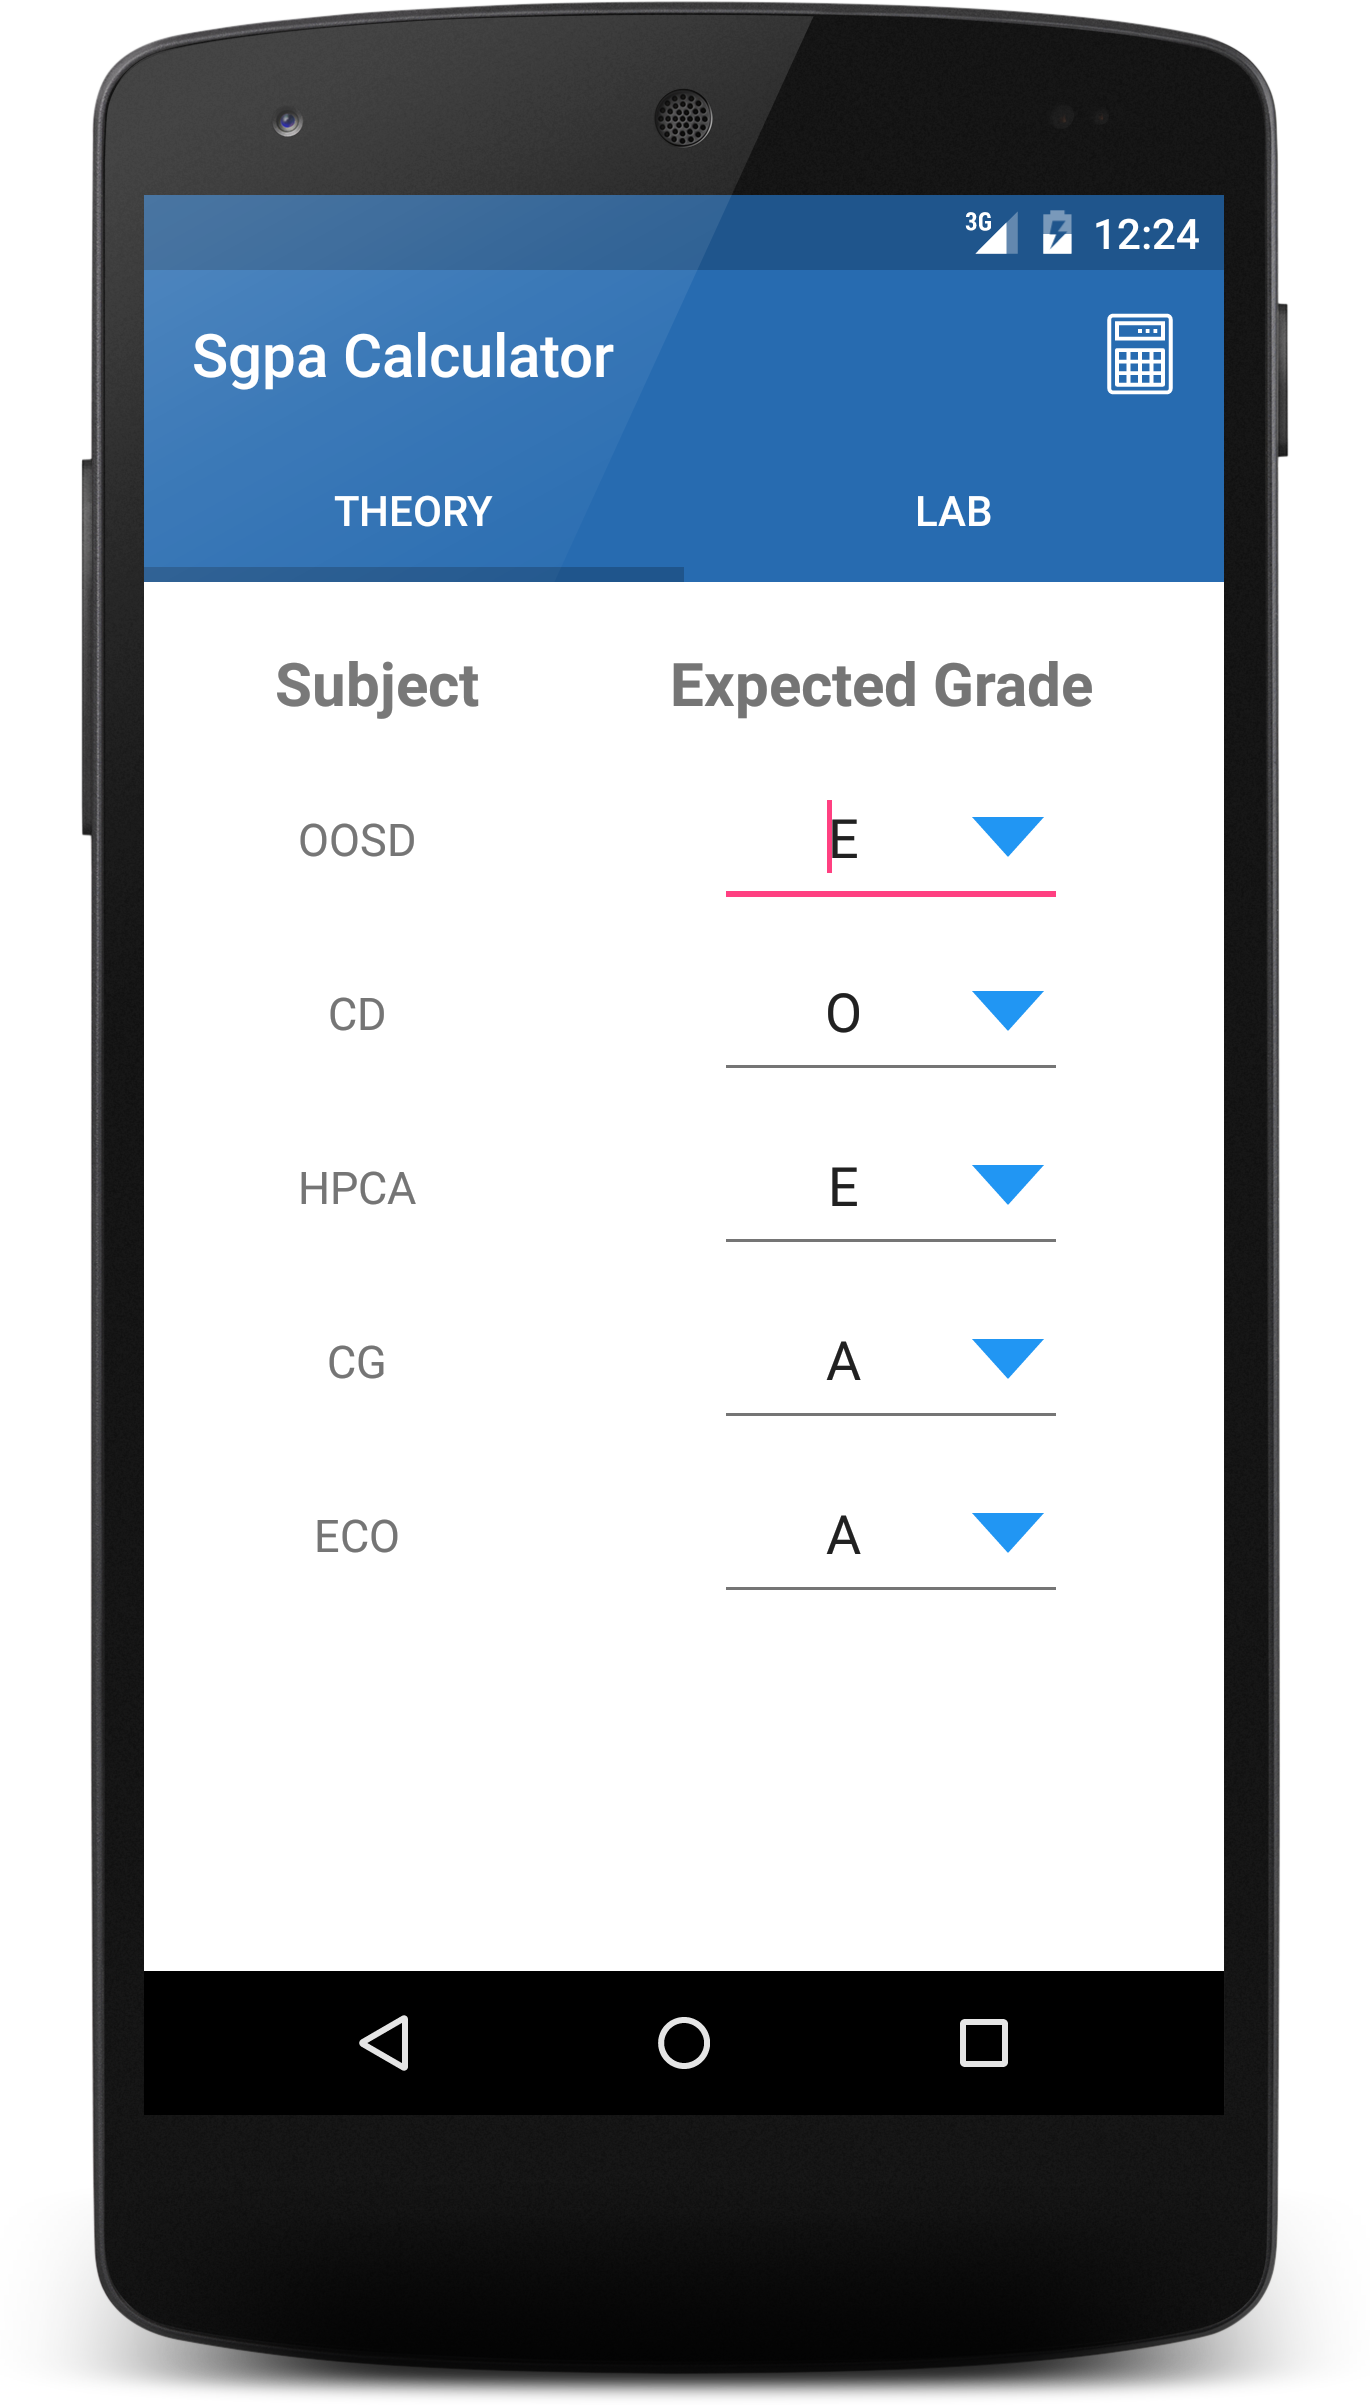 3G 12:24
Sgpa Calculator
THEORY LAB
Subject Expected Grade
OOSD E
CD O
HPCA E
CG A
ECO A